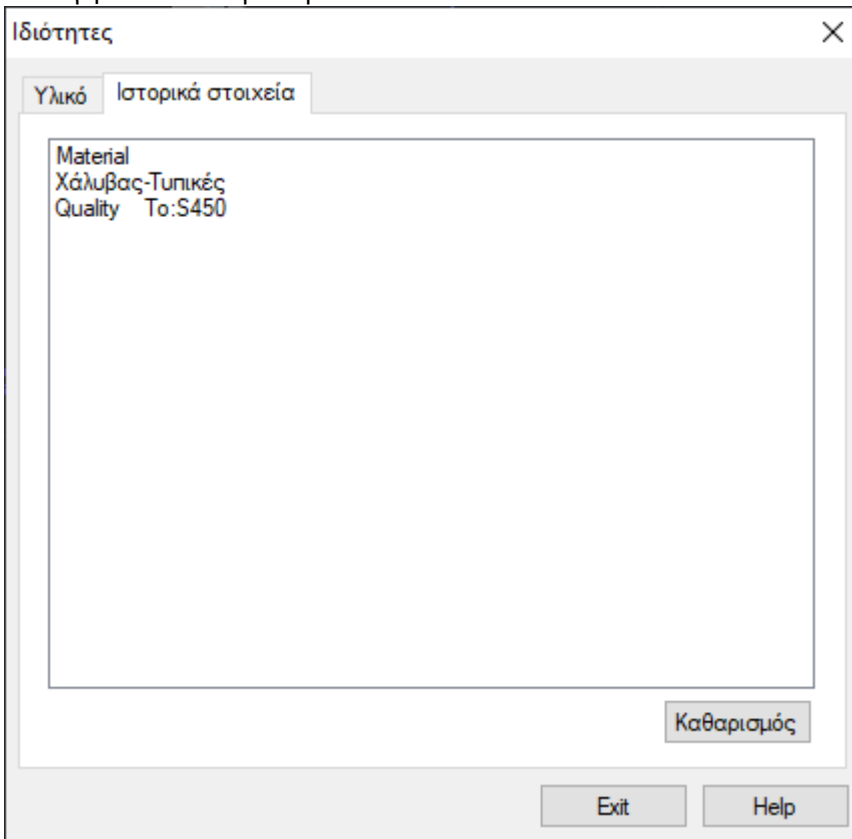 Ιδιότητες
Υλικό Ιστορικά στοιχεία
Material
Χάλυβας-Τυπικές
Quality To:S450
Καθαρισμός
Exit Help